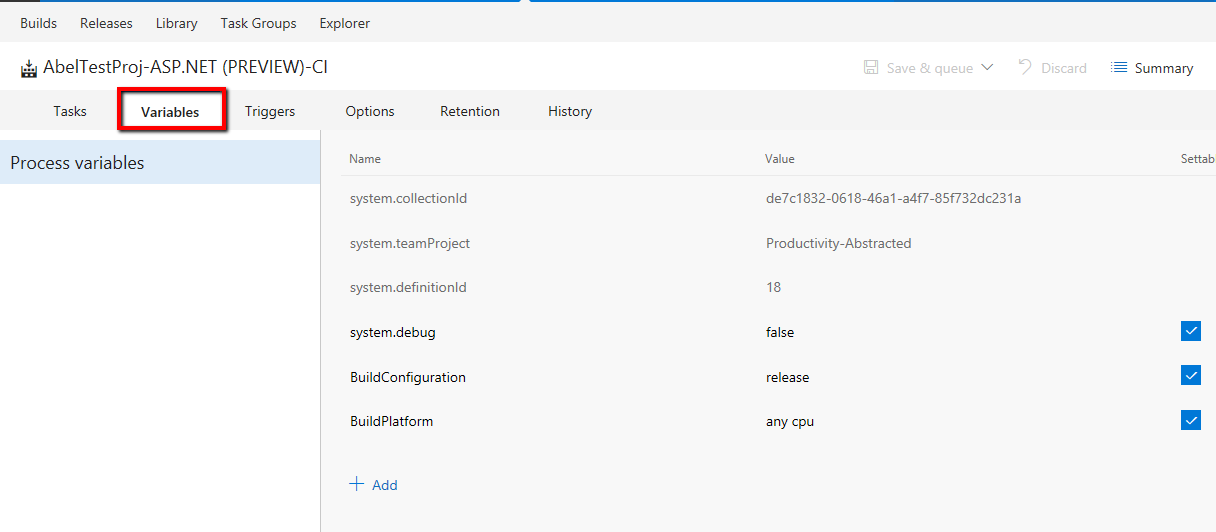 Builds Releases Library Task Groups Explorer
AbelTestProj-ASP.NET (PREVIEW)-CI Save & queue Discard Summary
Tasks Variables Triggers Options Retention History
Process variables
Name Value Settab
system.collectionId de7c1832-0618-46a1-a4f7-85f732dc231a
system.teamProject Productivity-Abstracted
system.definitionId 18
system.debug false
BuildConfiguration release
BuildPlatform any cpu
Add